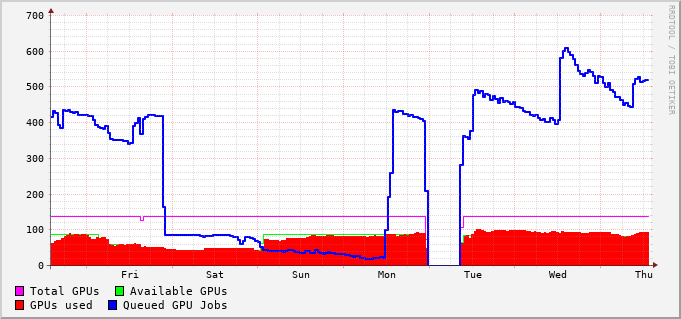 700
600
500
400
300
200
100
0
Fri Sat Sun Mon Tue Wed Thu
Total GPUs Available GPUs
GPUs used Queued GPU Jobs
RRDTOOL / TOBI OETIKER